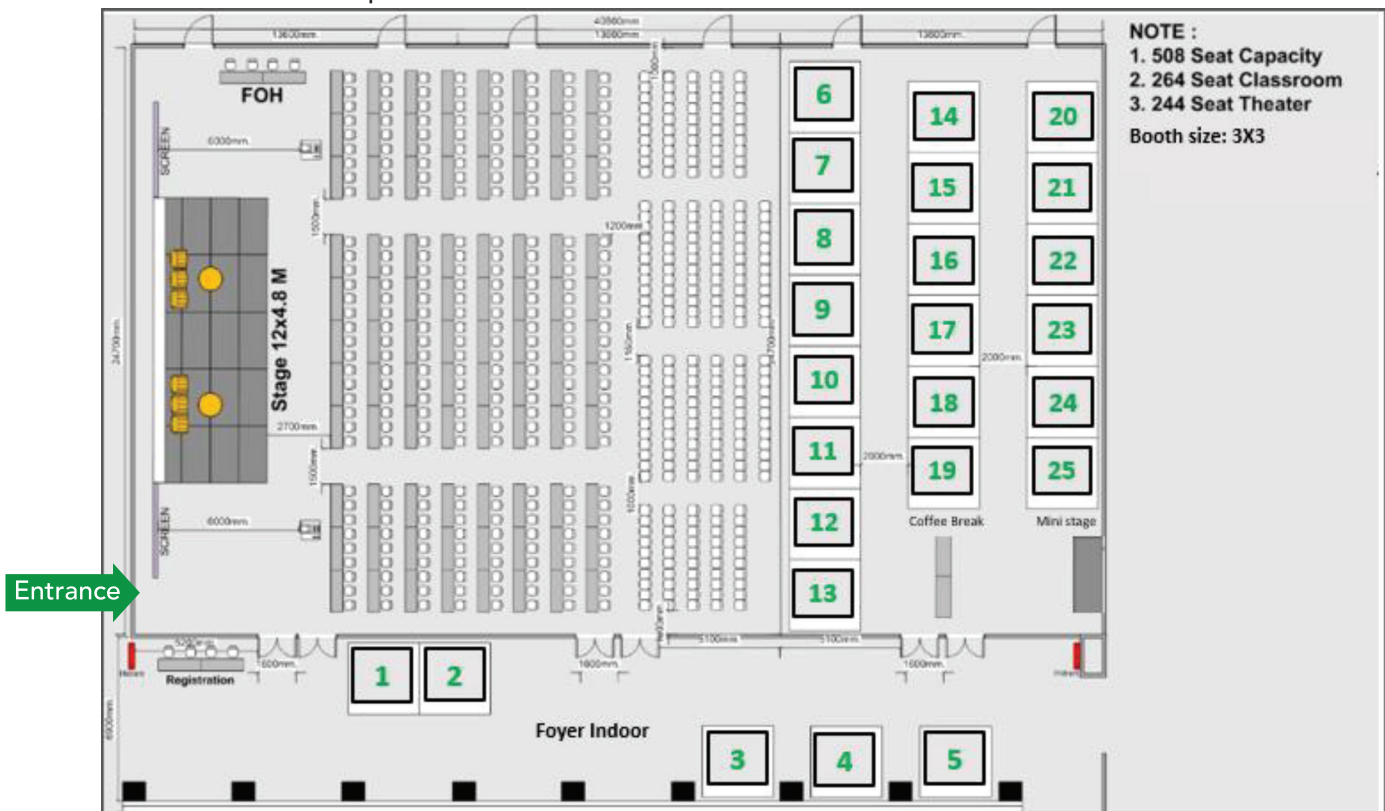 40800mm.
13600mm.
13600mm.
13600mm.
NOTE :
1. 508 Seat Capacity
2. 264 Seat Classroom
3. 244 Seat Theater
Booth size: 3X3
FOH
SCREEN
6000mm.
1500mm.
1200mm.
Stage 12x4.8 M
24700mm.
2700mm.
1500mm.
SCREEN
6000mm.
6
7
8
9
10
11
12
13
14
15
16
17
18
19
20
21
22
23
24
25
2000mm.
2000mm.
Coffee Break
Mini stage
Entrance
5200mm.
Registration
1600mm.
1600mm.
5100mm.
5100mm.
1600mm.
1
2
Foyer Indoor
3
4
5